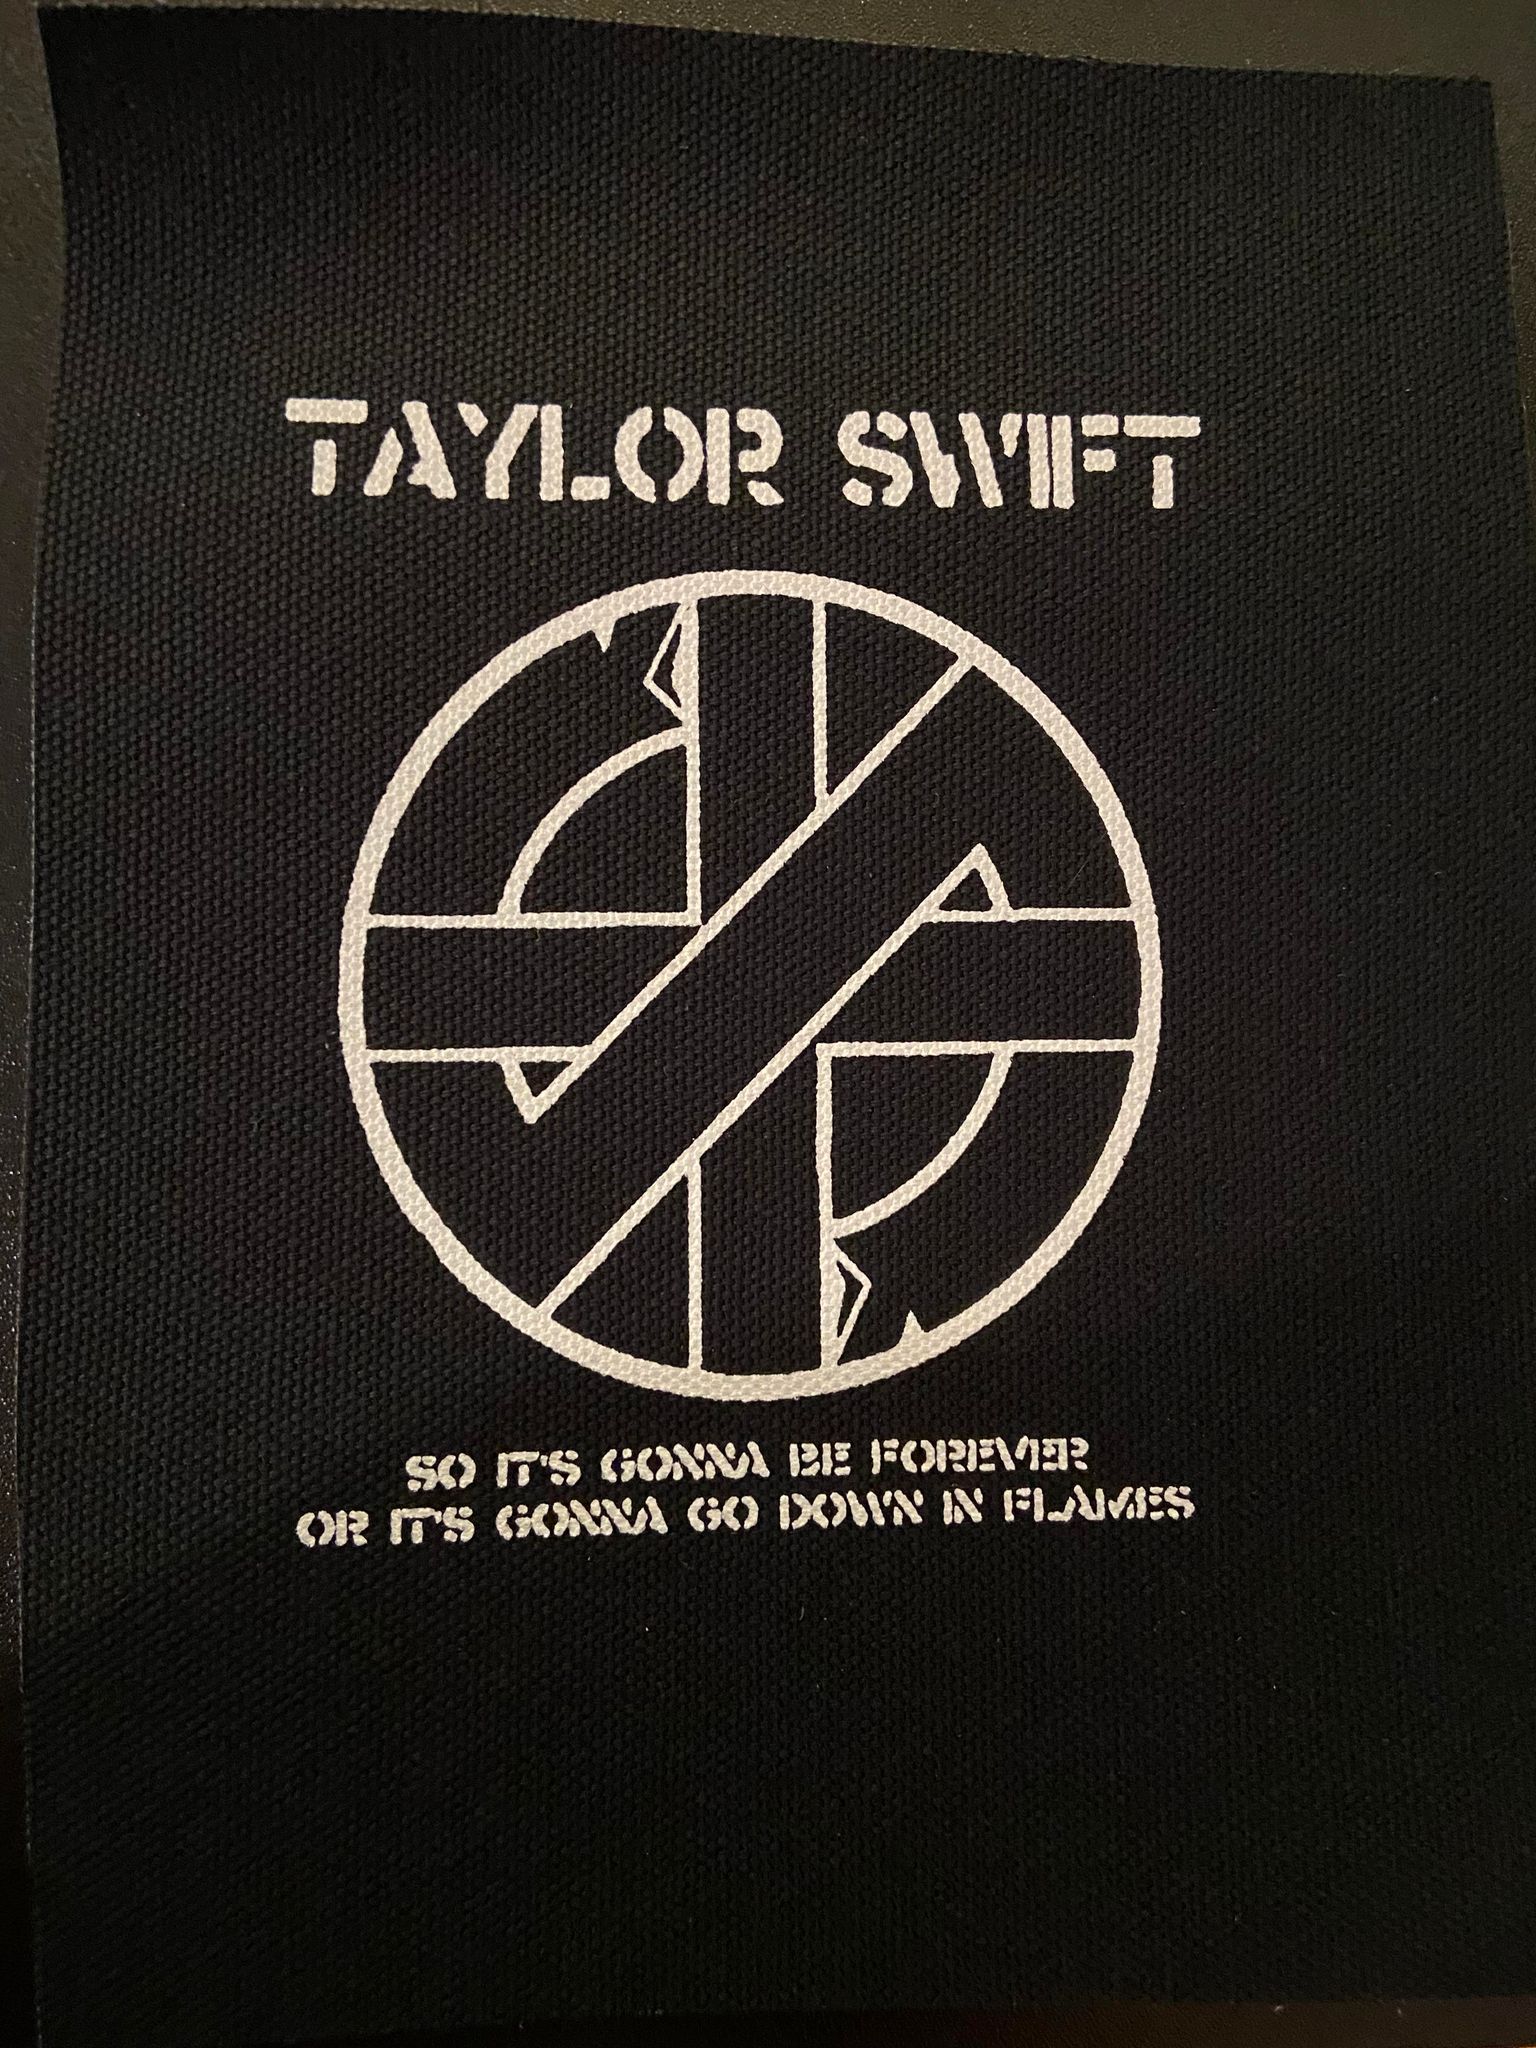 TAYLOR SWIFT
SO IT'S GONNA BE FOREVER
OR IT'S GONNA GO DOWN IN FLAMES